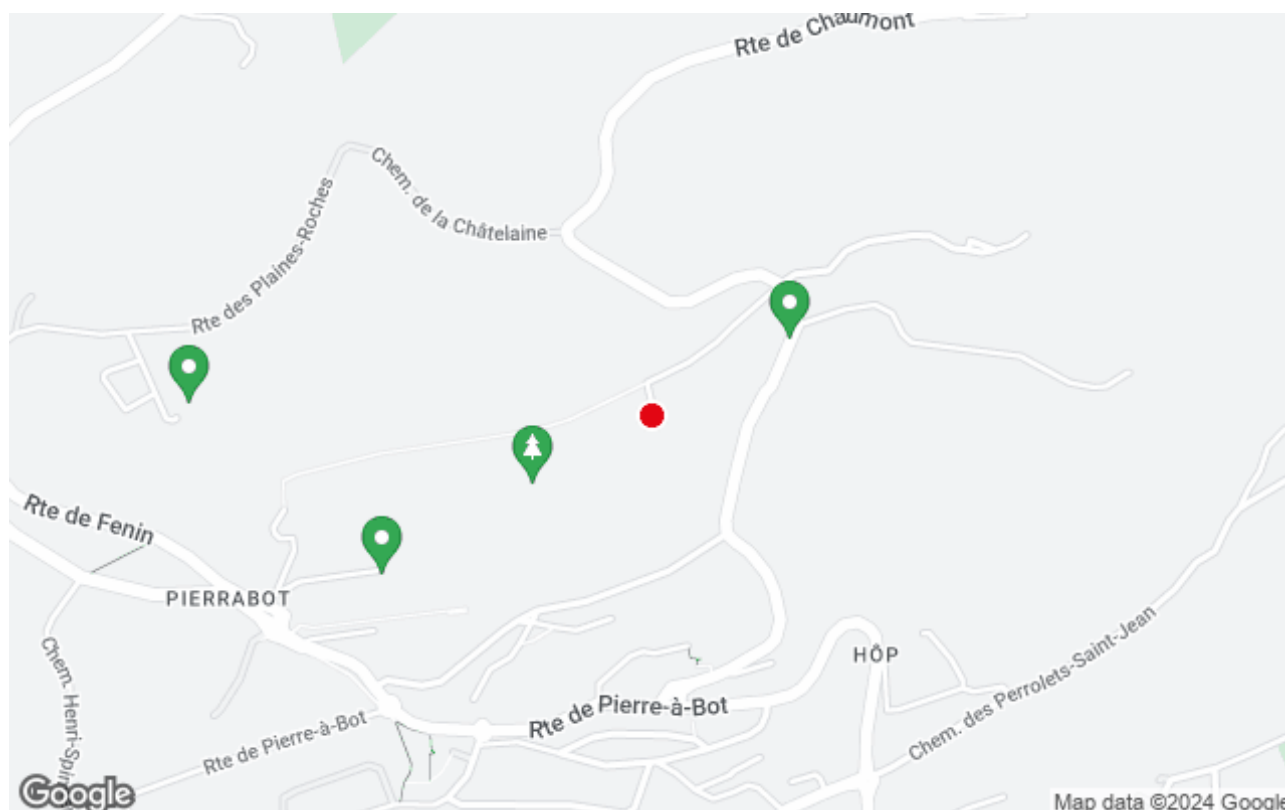 Rte de Chaumont
Chem. de la Châtelaine
Rte des Plaines-Roches
Rte de Fenin
PIERRABOT
Chem. Henri-Spin
HÔP
Chem. des Perrolets-Saint-Jean
Rte de Pierre-à-Bot
Rte de Pierre-à-Bot
Google
Map data ©2024 Google